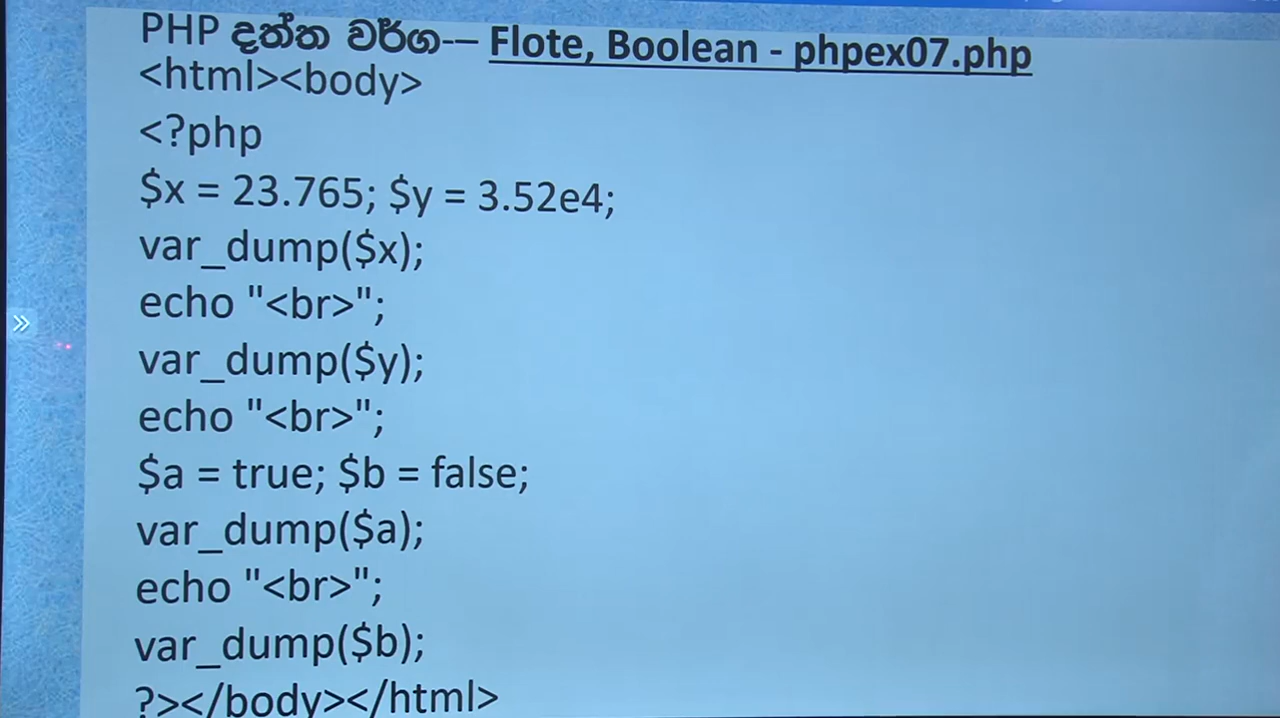 PHP දත්ත වර්ග-– Flote, Boolean - phpex07.php
<html><body>
<?php
$x = 23.765; $y = 3.52e4;
var_dump($x);
echo "<br>";
var_dump($y);
echo "<br>";
$a = true; $b = false;
var_dump($a);
echo "<br>";
var_dump($b);
?></body></html>